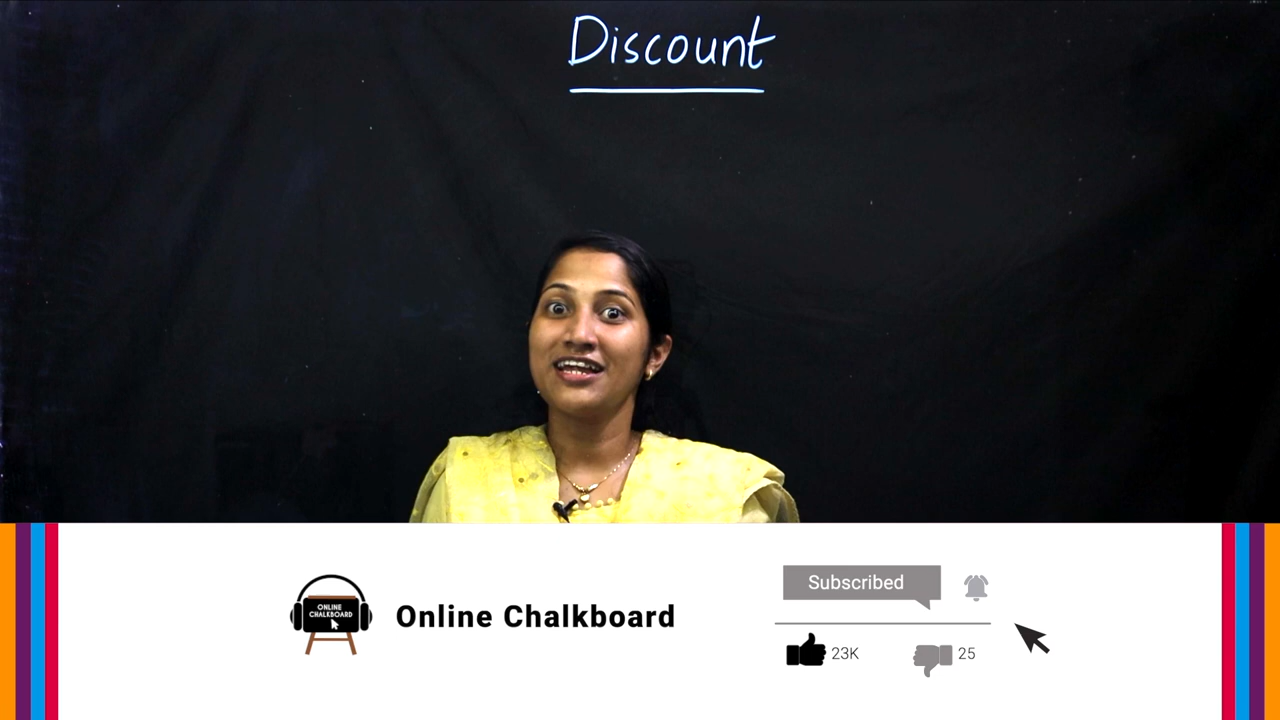 Discount
ONLINE
CHALKBOARD
Online Chalkboard
Subscribed
23K
25